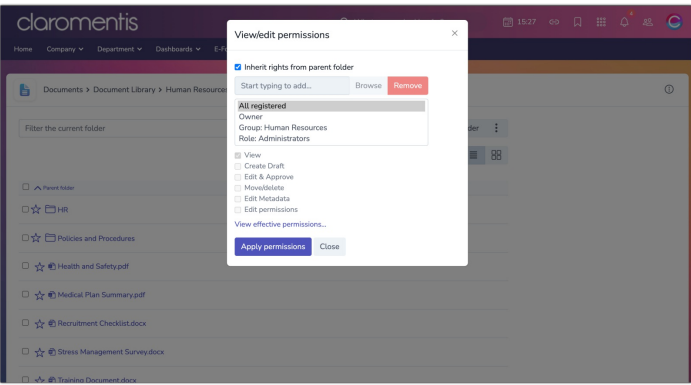 claromentis
15:27
Home Company Department Dashboards
Documents > Document Library > Human Resources
Filter the current folder
Parent folder
HR
Policies and Procedures
Health and Safety.pdf
Medical Plan Summary.pdf
Recruitment Checklist.docx
Stress Management Survey.docx
Training Document.docx
View/edit permissions
×
Inherit rights from parent folder
Start typing to add... Browse Remove
All registered
Owner
Group: Human Resources
Role: Administrators
View
Create Draft
Edit & Approve
Move/delete
Edit Metadata
Edit permissions
View effective permissions...
Apply permissions Close